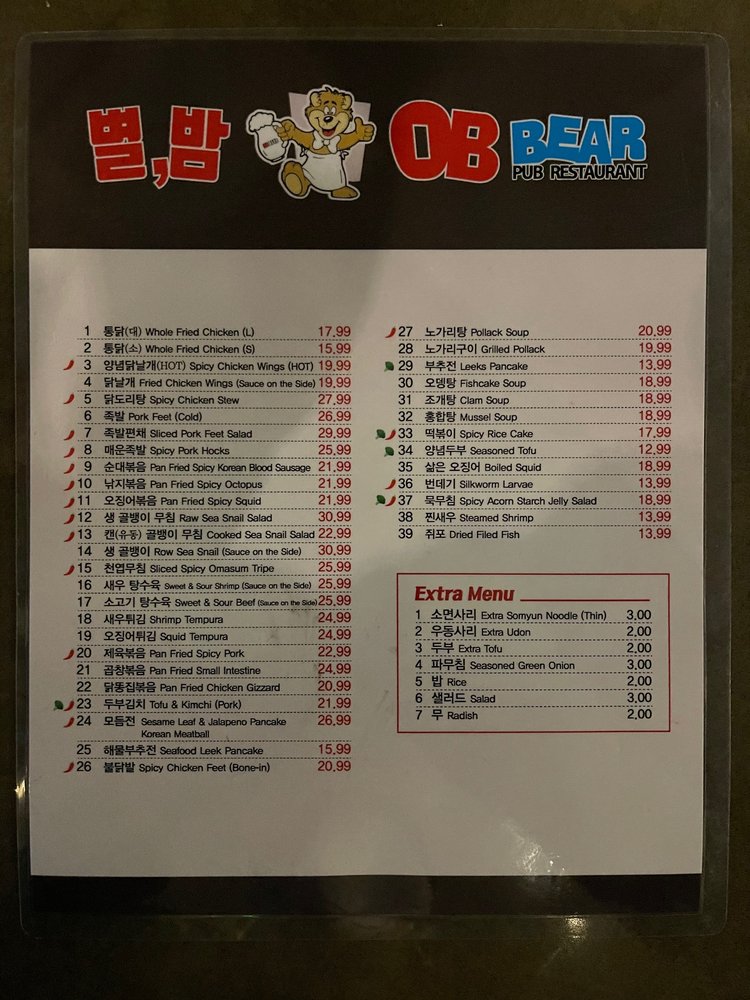 별,밤 OB BEAR
PUB RESTAURANT
1 통닭(대) Whole Fried Chicken (L) 17.99
2 통닭(소) Whole Fried Chicken (S) 15.99
3 양념닭날개(HOT) Spicy Chicken Wings (HOT) 19.99
4 닭날개 Fried Chicken Wings (Sauce on the Side) 19.99
5 닭도리탕 Spicy Chicken Stew 27.99
6 족발 Pork Feet (Cold) 26.99
7 족발편채 Sliced Pork Feet Salad 29.99
8 매운족발 Spicy Pork Hocks 25.99
9 순대볶음 Pan Fried Spicy Korean Blood Sausage 21.99
10 낚지볶음 Pan Fried Spicy Octopus 21.99
11 오징어볶음 Pan Fried Spicy Squid 21.99
12 생 골뱅이 무침 Raw Sea Snail Salad 30.99
13 캔(유동) 골뱅이 무침 Cooked Sea Snail Salad 22.99
14 생 골뱅이 Row Sea Snail (Sauce on the Side) 30.99
15 천엽무침 Sliced Spicy Omasum Tripe 25.99
16 새우 탕수육 Sweet & Sour Shrimp (Sauce on the Side) 25.99
17 소고기 탕수육 Sweet & Sour Beef (Sauce on the Side) 25.99
18 새우튀김 Shrimp Tempura 24.99
19 오징어튀김 Squid Tempura 24.99
20 제육볶음 Pan Fried Spicy Pork 22.99
21 곱창볶음 Pan Fried Small Intestine 24.99
22 닭똥집볶음 Pan Fried Chicken Gizzard 20.99
23 두부김치 Tofu & Kimchi (Pork) 21.99
24 모듬전 Sesame Leaf & Jalapeno Pancake 26.99
Korean Meatball
25 해물부추전 Seafood Leek Pancake 15.99
26 불닭발 Spicy Chicken Feet (Bone-in) 20.99
27 노가리탕 Pollack Soup 20.99
28 노가리구이 Grilled Pollack 19.99
29 부추전 Leeks Pancake 13.99
30 오뎅탕 Fishcake Soup 18.99
31 조개탕 Clam Soup 18.99
32 홍합탕 Mussel Soup 18.99
33 떡볶이 Spicy Rice Cake 17.99
34 양념두부 Seasoned Tofu 12.99
35 삶은 오징어 Boiled Squid 18.99
36 번데기 Silkworm Larvae 13.99
37 묵무침 Spicy Acorn Starch Jelly Salad 18.99
38 찐새우 Steamed Shrimp 13.99
39 쥐포 Dried Filed Fish 13.99
Extra Menu
1 소면사리 Extra Somyun Noodle (Thin) 3,00
2 우동사리 Extra Udon 2,00
3 두부 Extra Tofu 2,00
4 파무침 Seasoned Green Onion 3,00
5 밥 Rice 2,00
6 샐러드 Salad 3,00
7 무 Radish 2,00